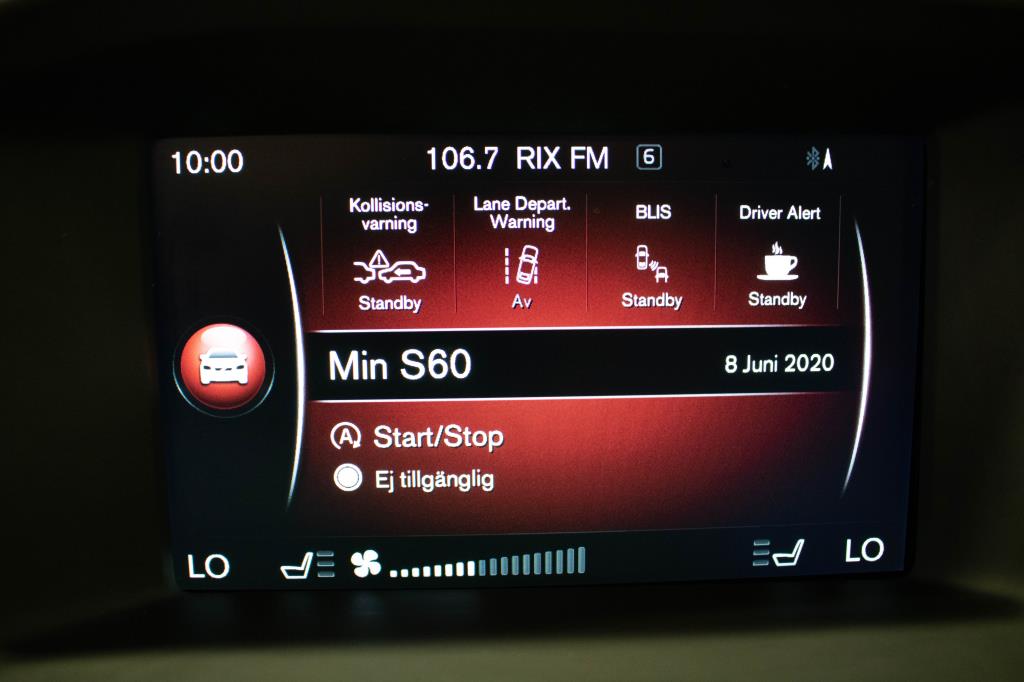 10:00
106.7 RIX FM 6
Kollisions-
varning
Standby
Lane Depart.
Warning
Av
BLIS
Standby
Driver Alert
Standby
Min S60
8 Juni 2020
A Start/Stop
Ej tillgänglig
LO
LO